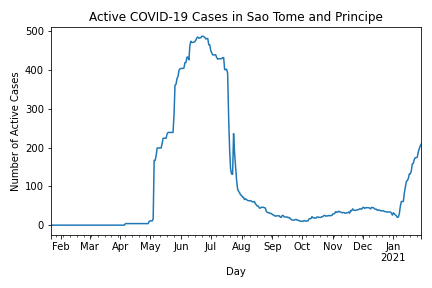 Active COVID-19 Cases in Sao Tome and Principe
Number of Active Cases
500
400
300
200
100
0
Feb Mar Apr May Jun Jul Aug Sep Oct Nov Dec Jan
2021
Day